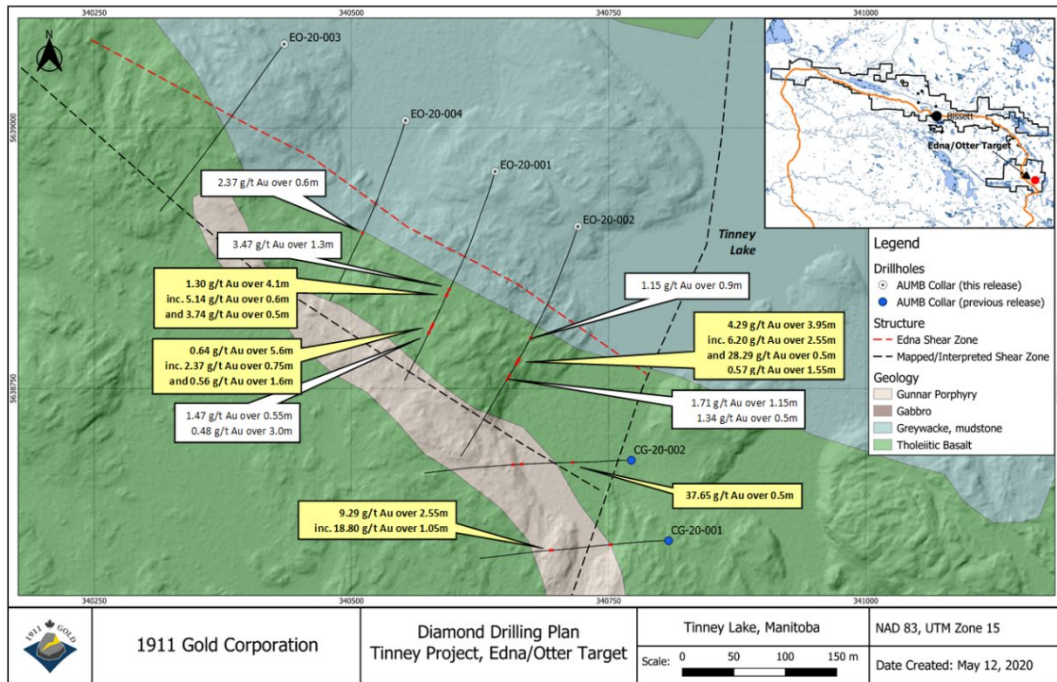 340250 340500 340750 341000
N
EO-20-003
EO-20-004
EO-20-001
EO-20-002
5639000
5638750
2.37 g/t Au over 0.6m
3.47 g/t Au over 1.3m
1.30 g/t Au over 4.1m
inc. 5.14 g/t Au over 0.6m
and 3.74 g/t Au over 0.5m
0.64 g/t Au over 5.6m
inc. 2.37 g/t Au over 0.75m
and 0.56 g/t Au over 1.6m
1.47 g/t Au over 0.55m
0.48 g/t Au over 3.0m
Tinney
Lake
1.15 g/t Au over 0.9m
4.29 g/t Au over 3.95m
inc. 6.20 g/t Au over 2.55m
and 28.29 g/t Au over 0.5m
0.57 g/t Au over 1.55m
1.71 g/t Au over 1.15m
1.34 g/t Au over 0.5m
CG-20-002
37.65 g/t Au over 0.5m
9.29 g/t Au over 2.55m
inc. 18.80 g/t Au over 1.05m
CG-20-001
Bissett
Edna/Otter Target
Legend
Drillholes
AUMB Collar (this release)
AUMB Collar (previous release)
Structure
Edna Shear Zone
Mapped/Interpreted Shear Zone
Geology
Gunnar Porphyry
Gabbro
Greywacke, mudstone
Tholeiitic Basalt
340250 340500 340750 341000
1911 GOLD
1911 Gold Corporation
Diamond Drilling Plan
Tinney Project, Edna/Otter Target
Tinney Lake, Manitoba
Scale: 0 50 100 150 m
NAD 83, UTM Zone 15
Date Created: May 12, 2020